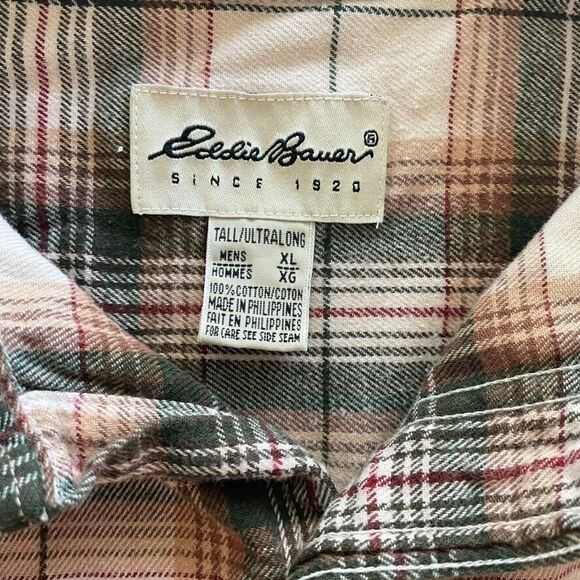 Eddie Bauer®
SINCE 1920
TALL/ULTRALONG
MENS XL
HOMMES XG
100% COTTON/COTON
MADE IN PHILIPPINES
FAIT EN PHILIPPINES
FOR CARE SEE SIDE SEAM